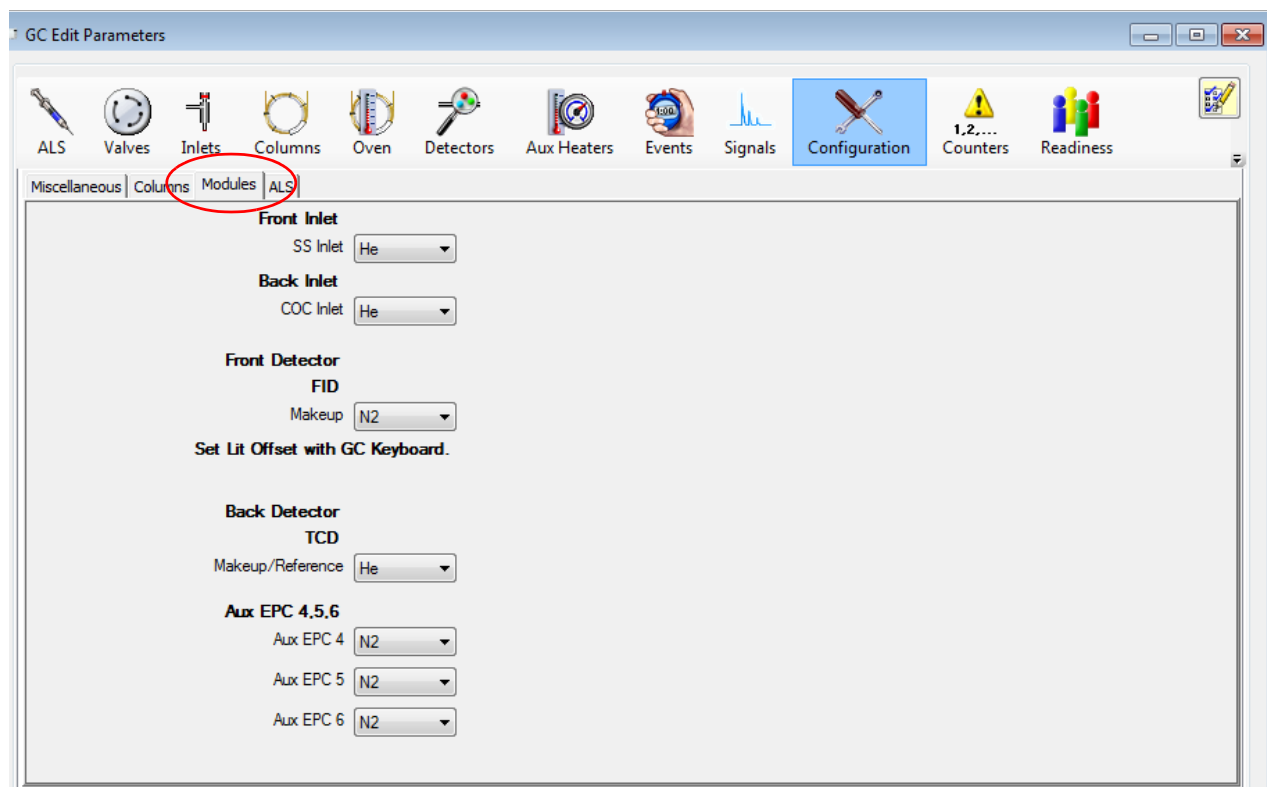 GC Edit Parameters
1:00
1,2,...
ALS Valves Inlets Columns Oven Detectors Aux Heaters Events Signals Configuration Counters Readiness
Miscellaneous Columns Modules ALS
Front Inlet
SS Inlet He
Back Inlet
COC Inlet He
Front Detector
FID
Makeup N2
Set Lit Offset with GC Keyboard.
Back Detector
TCD
Makeup/Reference He
Aux EPC 4,5,6
Aux EPC 4 N2
Aux EPC 5 N2
Aux EPC 6 N2